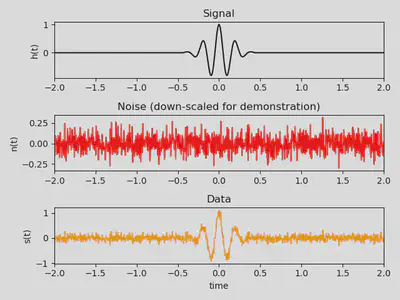 Signal
1
0
h(t)
−2.0 −1.5 −1.0 −0.5 0.0 0.5 1.0 1.5 2.0
Noise (down-scaled for demonstration)
0.25
0.00
−0.25
n(t)
−2.0 −1.5 −1.0 −0.5 0.0 0.5 1.0 1.5 2.0
Data
1
0
−1
s(t)
−2.0 −1.5 −1.0 −0.5 0.0 0.5 1.0 1.5 2.0
time